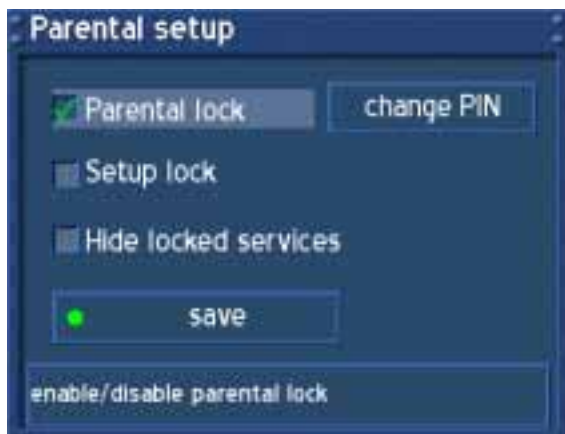 Parental setup
Parental lock change PIN
Setup lock
Hide locked services
save
enable/disable parental lock